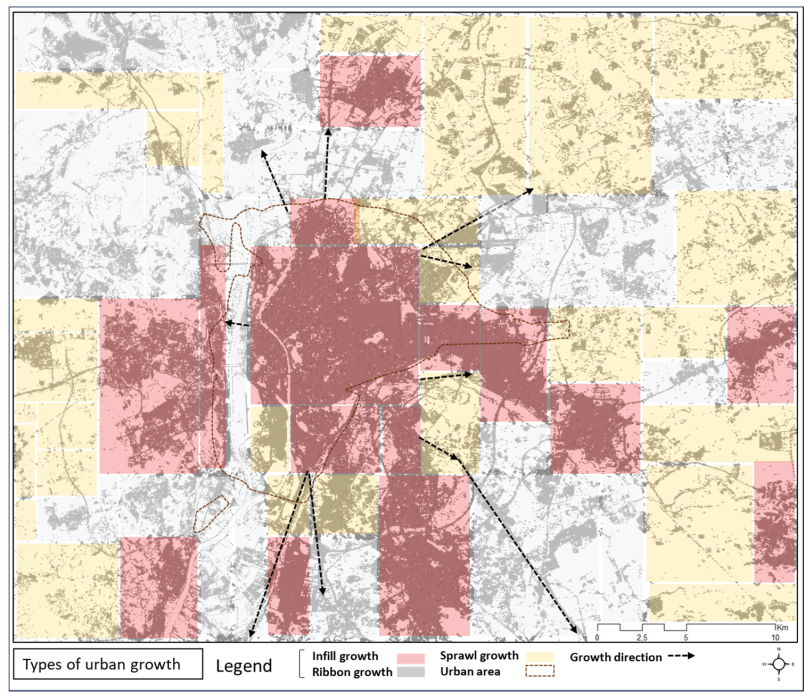 Km
0 2.5 5 10
Types of urban growth
Legend
Infill growth
Sprawl growth
Growth direction
Ribbon growth
Urban area
N
W E
S